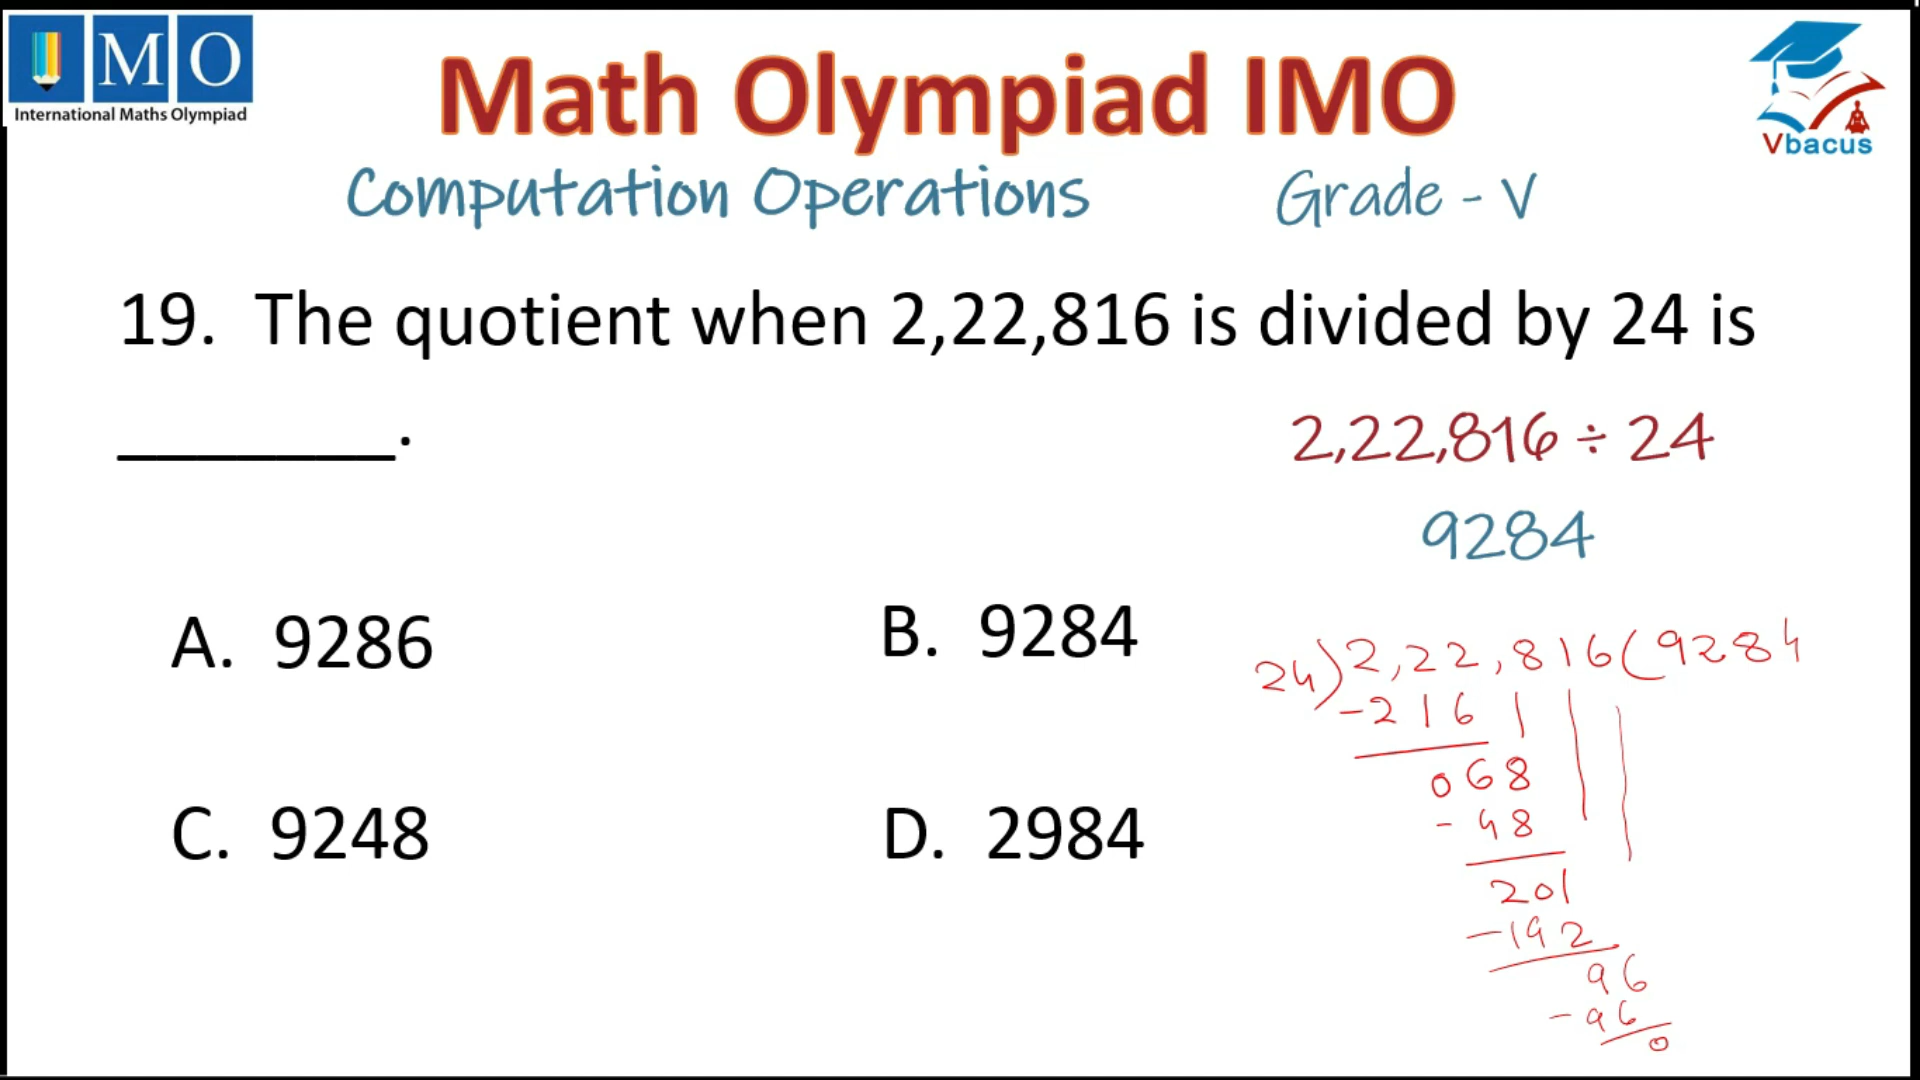 MO
International Maths Olympiad
Math Olympiad IMO
Vbacus
Computation Operations Grade - V
19. The quotient when 2,22,816 is divided by 24 is
_______.
2,22,816 ÷ 24
9284
A. 9286
B. 9284
24)2,22,816(9284
-216
068
-48
C. 9248
D. 2984
201
-192
96
-96
0